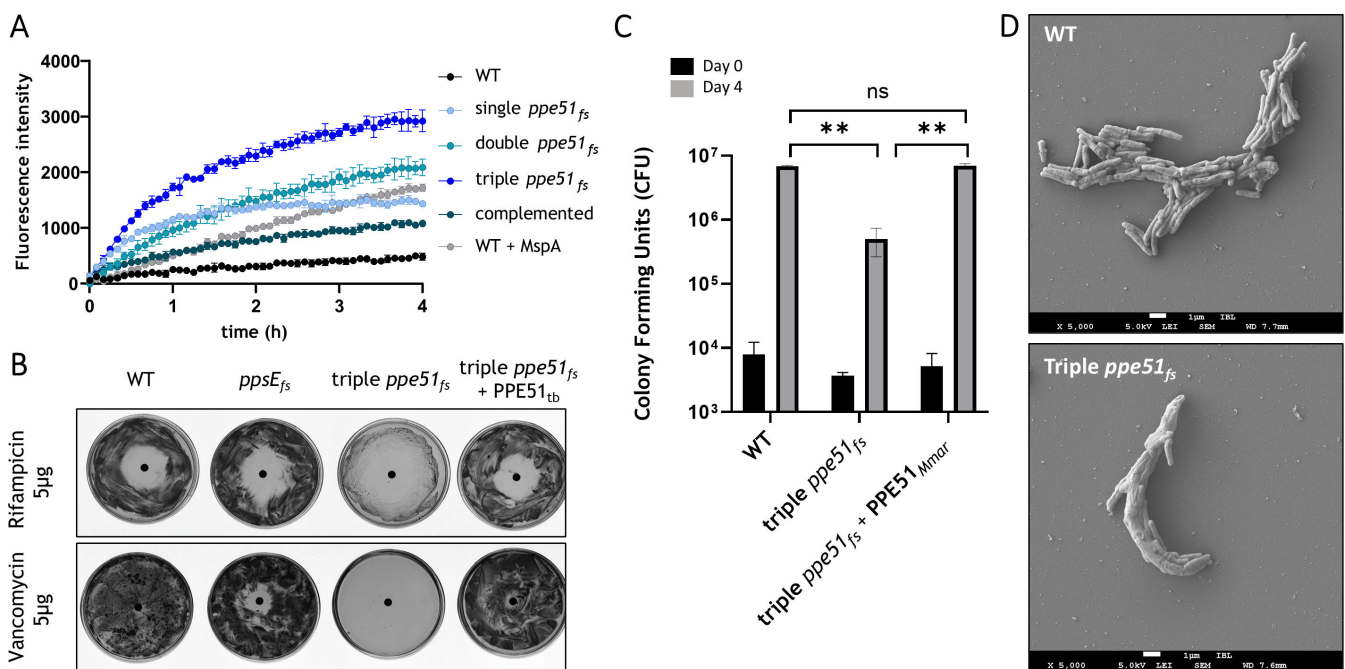 A
Fluorescence intensity
4000
3000
2000
1000
0
0
1
2
3
4
time (h)
WT
single ppe51fs
double ppe51fs
triple ppe51fs
complemented
WT + MspA
B
WT
ppsEfs
triple ppe51fs
triple ppe51fs
+ PPE51tb
Rifampicin
5µg
Vancomycin
5µg
C
Day 0
Day 4
ns
**
**
Colony Forming Units (CFU)
10⁷
10⁶
10⁵
10⁴
10³
WT
triple ppe51fs
triple ppe51fs + PPE51Mmar
D
WT
1µm IBL
X 5,000 5.0kV LEI SEM WD 7.7mm
Triple ppe51fs
1µm IBL
X 5,000 5.0kV LEI SEM WD 7.6mm